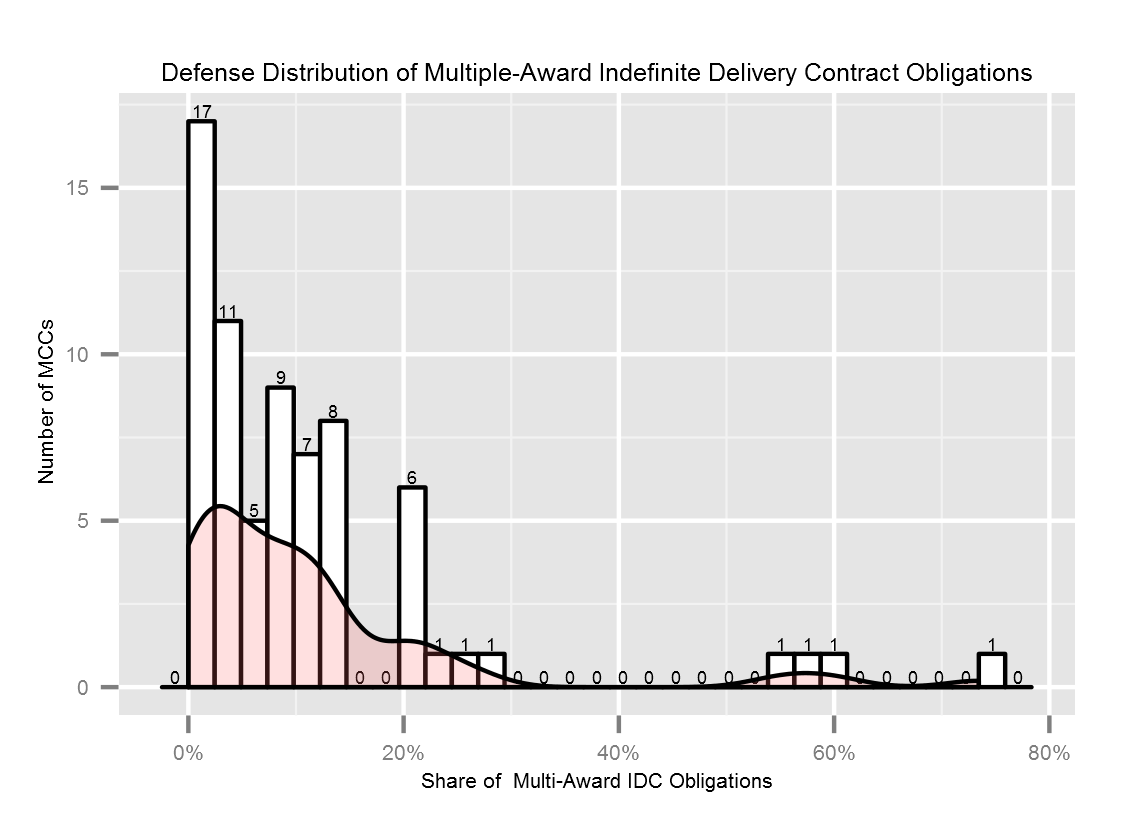 Defense Distribution of Multiple-Award Indefinite Delivery Contract Obligations
17
15
11
10
9
8
7
6
5
5
1 1 1 1 1 1 1
0 0 0 0 0 0 0 0 0 0 0 0 0 0 0 0 0 0 0
0
0% 20% 40% 60% 80%
Share of  Multi-Award IDC Obligations
Number of MCCs